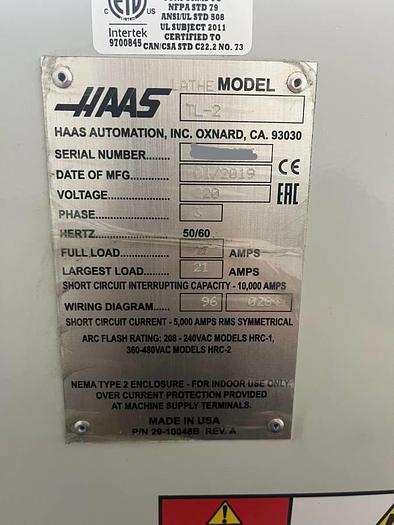 NFPA STD 79
ANSI/UL STD 508
UL SUBJECT 2011
CERTIFIED TO
CAN/CSA STD C22.2 NO. 73
C US
Intertek
9700845
LATHE MODEL
HAAS TL-2
HAAS AUTOMATION, INC. OXNARD, CA. 93030
SERIAL NUMBER........
DATE OF MFG........... 01/2019 CE
VOLTAGE................. 220 EAC
PHASE..................... 3
HERTZ 50/60
FULL LOAD............ AMPS
LARGEST LOAD..... 21 AMPS
SHORT CIRCUIT INTERRUPTING CAPACITY - 10,000 AMPS
WIRING DIAGRAM..... 96
SHORT CIRCUIT CURRENT - 5,000 AMPS RMS SYMMETRICAL
ARC FLASH RATING: 208 - 240VAC MODELS HRC-1,
360-480VAC MODELS HRC-2
NEMA TYPE 2 ENCLOSURE - FOR INDOOR USE ONLY.
OVER CURRENT PROTECTION PROVIDED
AT MACHINE SUPPLY TERMINALS.
MADE IN USA
P/N 29-10048B REV. A